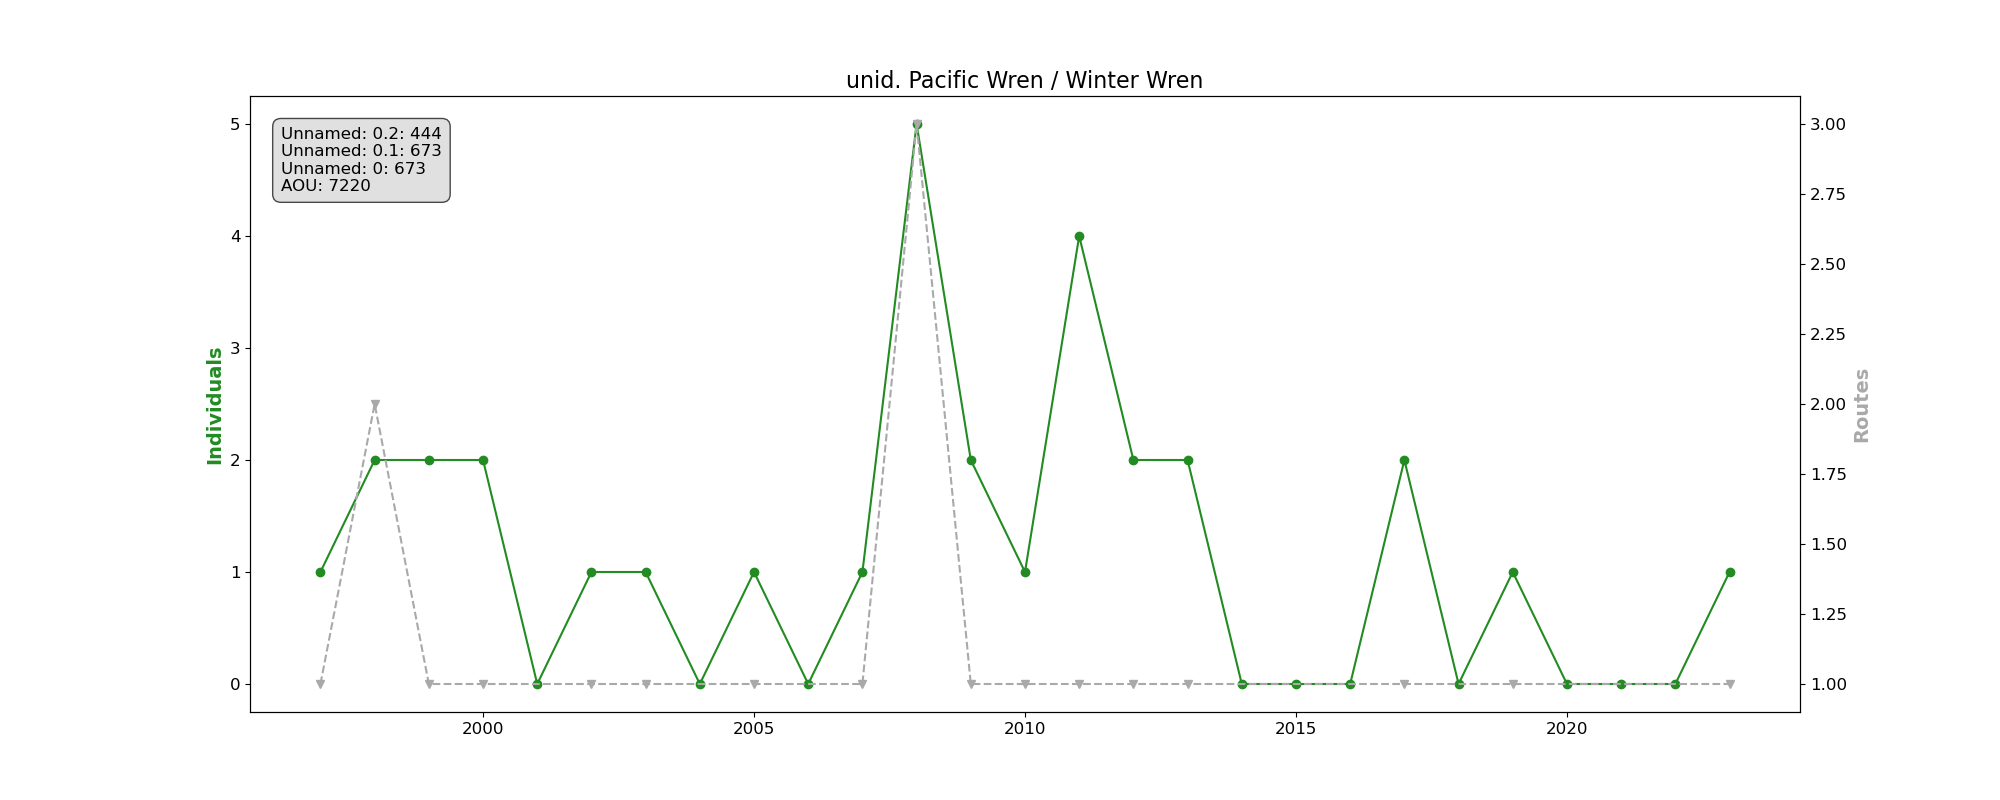 unid. Pacific Wren / Winter Wren
Unnamed: 0.2: 444
Unnamed: 0.1: 673
Unnamed: 0: 673
AOU: 7220
Individuals
5
4
3
2
1
0
3.00
2.75
2.50
2.25
2.00
1.75
1.50
1.25
1.00
Routes
2000 2005 2010 2015 2020